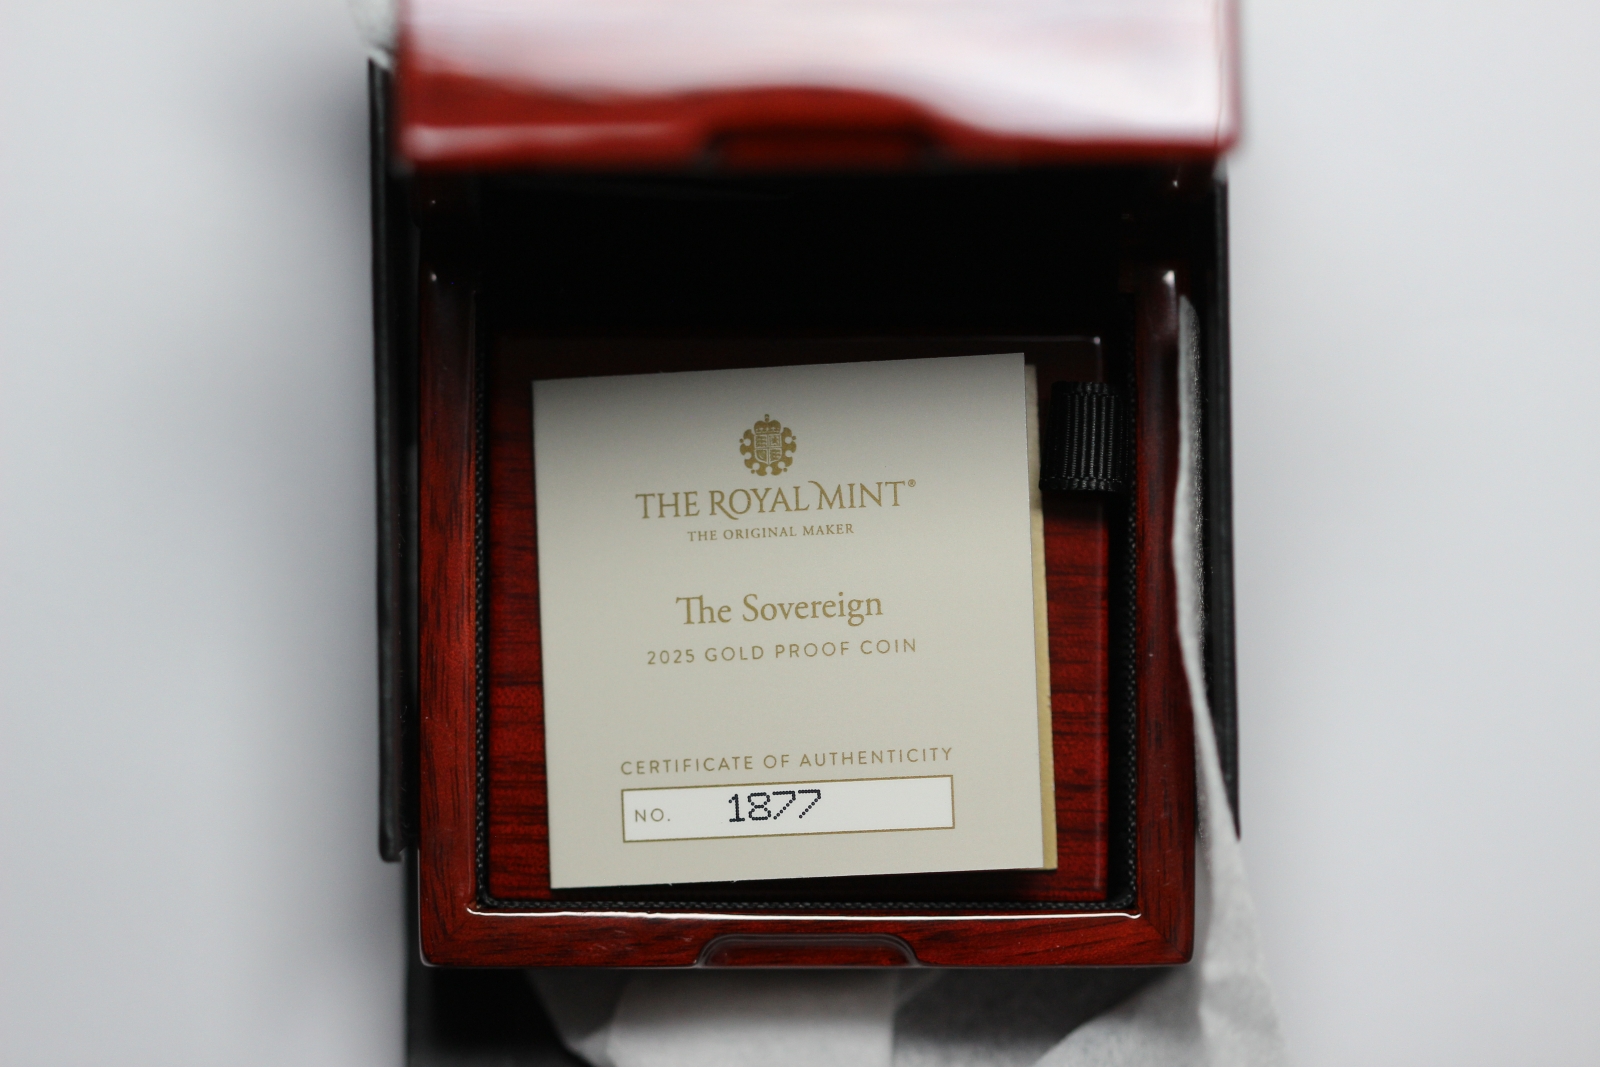 THE ROYAL MINT®
THE ORIGINAL MAKER
The Sovereign
2025 GOLD PROOF COIN
CERTIFICATE OF AUTHENTICITY
NO. 1877